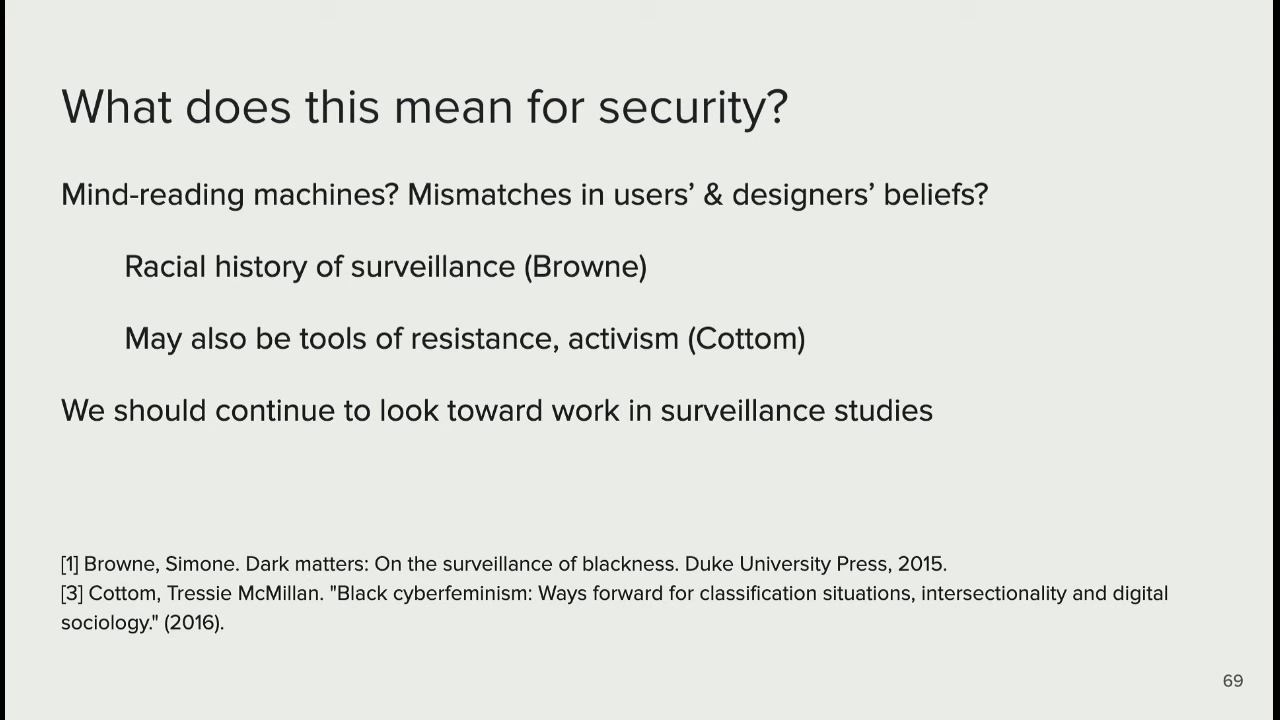 What does this mean for security?
Mind-reading machines? Mismatches in users’ & designers’ beliefs?
Racial history of surveillance (Browne)
May also be tools of resistance, activism (Cottom)
We should continue to look toward work in surveillance studies
[1] Browne, Simone. Dark matters: On the surveillance of blackness. Duke University Press, 2015.
[3] Cottom, Tressie McMillan. "Black cyberfeminism: Ways forward for classification situations, intersectionality and digital
sociology." (2016).
69